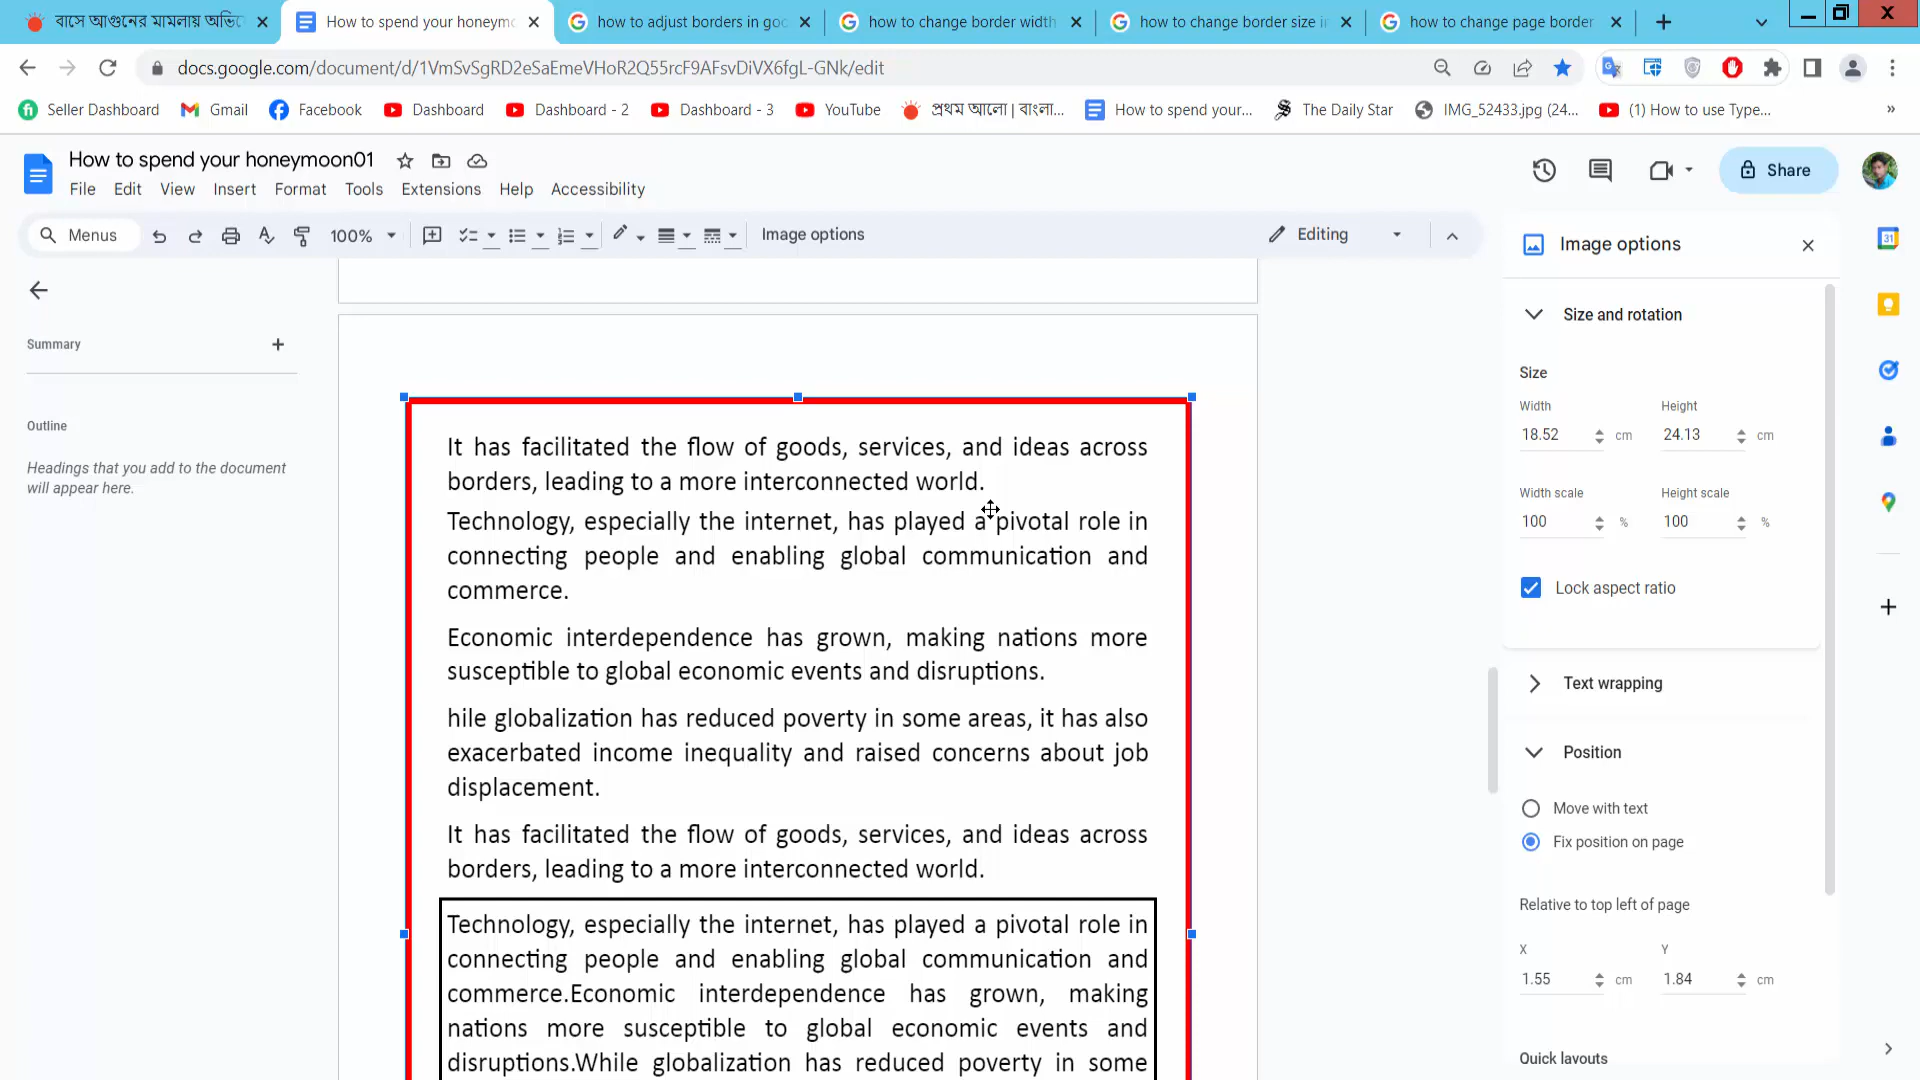 বাসে আগুনের মামলায় অভি
How to spend your honeym
how to adjust borders in goo
how to change border width
how to change border size i
how to change page border
docs.google.com/document/d/1VmSvSgRD2eSaEmeVHoR2Q55rcF9AFsvDiVX6fgL-GNk/edit
Seller Dashboard
Gmail
Facebook
Dashboard
Dashboard - 2
Dashboard - 3
YouTube
প্রথম আলো | বাংলা...
How to spend your...
The Daily Star
IMG_52433.jpg (24...
(1) How to use Type...
»
How to spend your honeymoon01
File Edit View Insert Format Tools Extensions Help Accessibility
Share
Menus
100%
Image options
Editing
Image options
31
Summary
Outline
Headings that you add to the document
will appear here.
It has facilitated the flow of goods, services, and ideas across
borders, leading to a more interconnected world.
Technology, especially the internet, has played a pivotal role in
connecting people and enabling global communication and
commerce.
Economic interdependence has grown, making nations more
susceptible to global economic events and disruptions.
hile globalization has reduced poverty in some areas, it has also
exacerbated income inequality and raised concerns about job
displacement.
It has facilitated the flow of goods, services, and ideas across
borders, leading to a more interconnected world.
Technology, especially the internet, has played a pivotal role in
connecting people and enabling global communication and
commerce.Economic interdependence has grown, making
nations more susceptible to global economic events and
disruptions.While globalization has reduced poverty in some
Size and rotation
Size
Width Height
18.52 cm 24.13 cm
Width scale Height scale
100 % 100 %
Lock aspect ratio
Text wrapping
Position
Move with text
Fix position on page
Relative to top left of page
X Y
1.55 cm 1.84 cm
Quick layouts